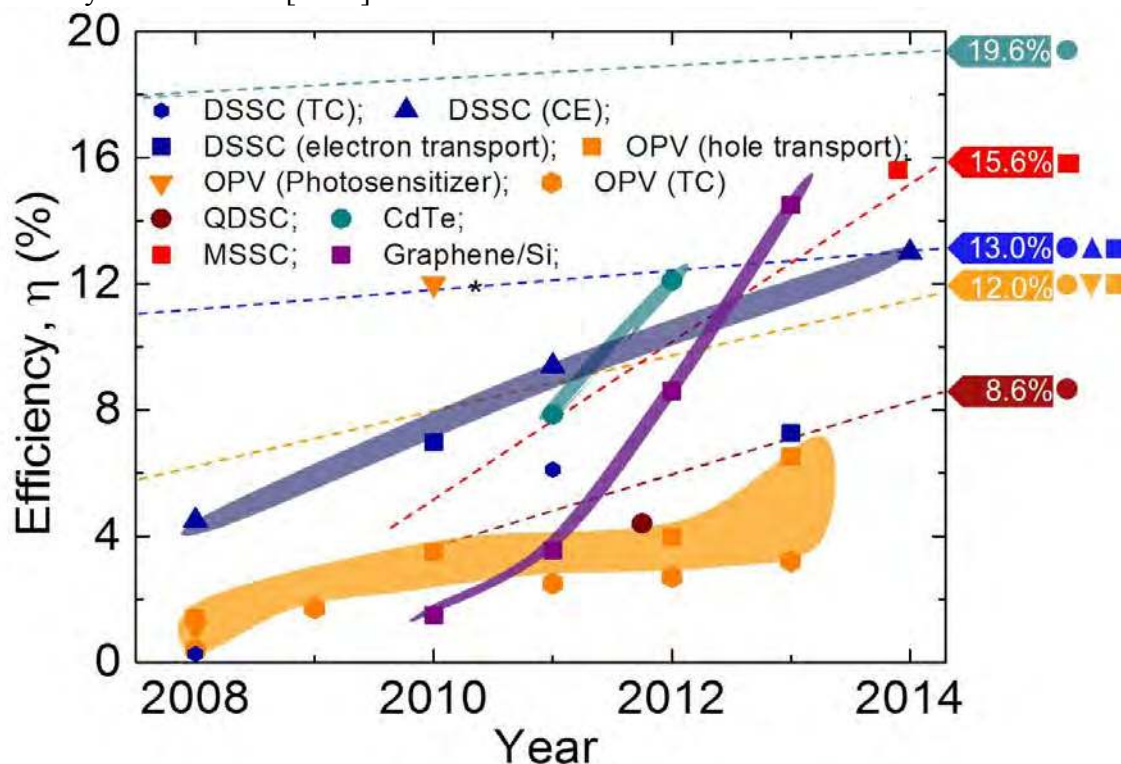 20
16
12
8
4
0
Efficiency, η (%)
DSSC (TC); DSSC (CE);
DSSC (electron transport); OPV (hole transport);
OPV (Photosensitizer); OPV (TC)
QDSC; CdTe;
MSSC; Graphene/Si;
*
19.6%
15.6%
13.0%
12.0%
8.6%
2008 2010 2012 2014
Year